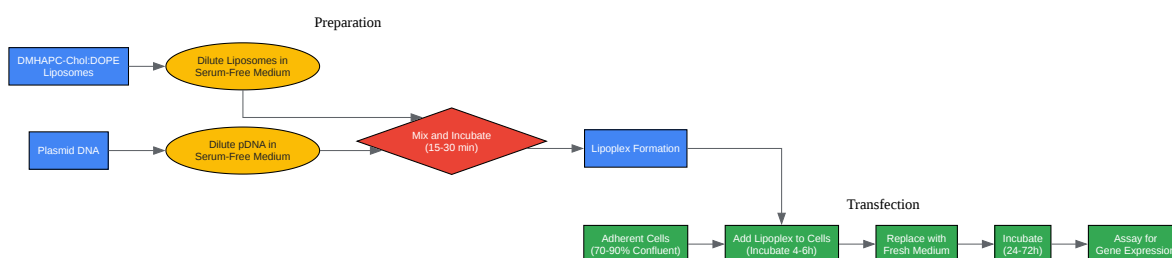 Preparation
DMHAPC-Chol:DOPE
Liposomes
Dilute Liposomes in
Serum-Free Medium
Plasmid DNA
Dilute pDNA in
Serum-Free Medium
Mix and Incubate
(15-30 min)
Lipoplex Formation
Transfection
Adherent Cells
(70-90% Confluent)
Add Lipoplex to Cells
(Incubate 4-6h)
Replace with
Fresh Medium
Incubate
(24-72h)
Assay for
Gene Expression